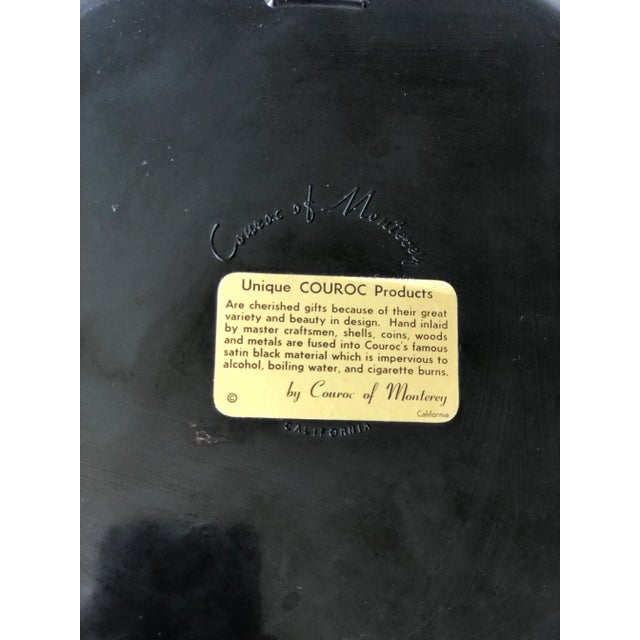 Couroc of Monterey
Unique COUROC Products
Are cherished gifts because of their great
variety and beauty in design. Hand inlaid
by master craftsmen, shells, coins, woods
and metals are fused into Couroc's famous
satin black material which is impervious to
alcohol, boiling water, and cigarette burns.
© by Couroc of Monterey
California
CALIFORNIA